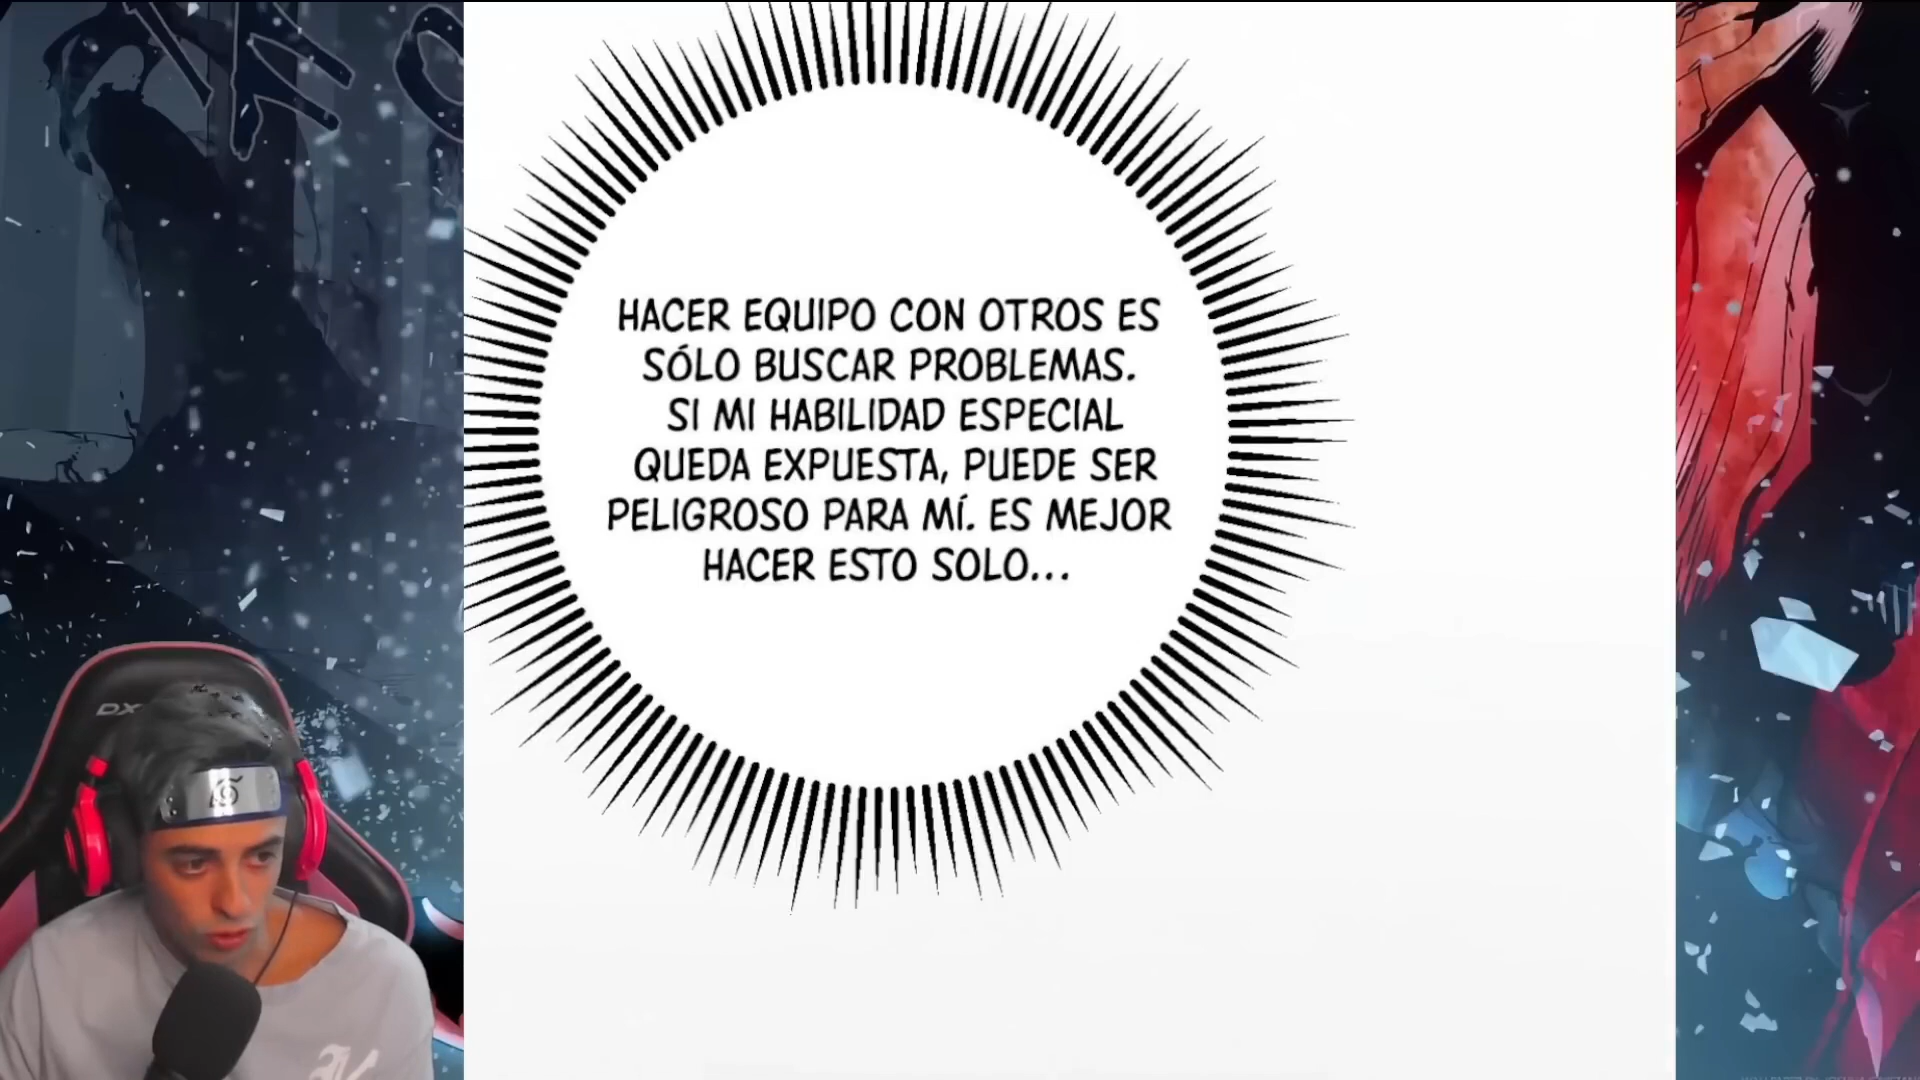 HACER EQUIPO CON OTROS ES
SÓLO BUSCAR PROBLEMAS.
SI MI HABILIDAD ESPECIAL
QUEDA EXPUESTA, PUEDE SER
PELIGROSO PARA MÍ. ES MEJOR
HACER ESTO SOLO...
DX